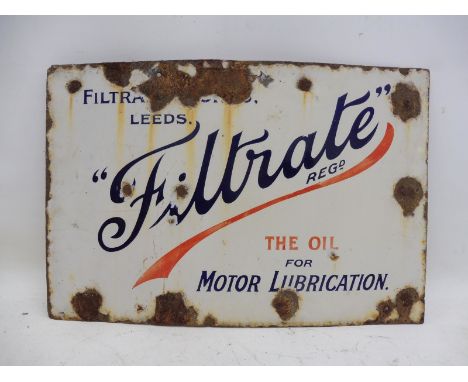 LEEDS.
"Filtrate"
REGD
THE OIL
FOR
MOTOR LUBRICATION.